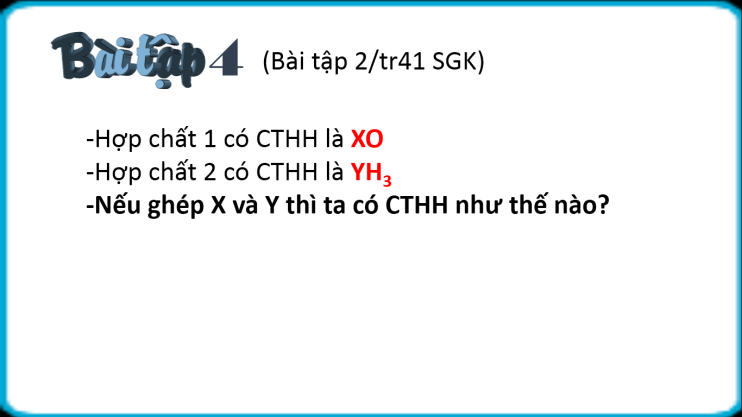 Bài tập 4 (Bài tập 2/tr41 SGK)
-Hợp chất 1 có CTHH là XO
-Hợp chất 2 có CTHH là YH₃
-Nếu ghép X và Y thì ta có CTHH như thế nào?